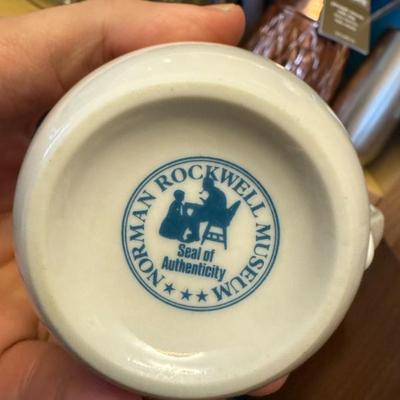 NORMAN ROCKWELL MUSEUM
Seal of
Authenticity